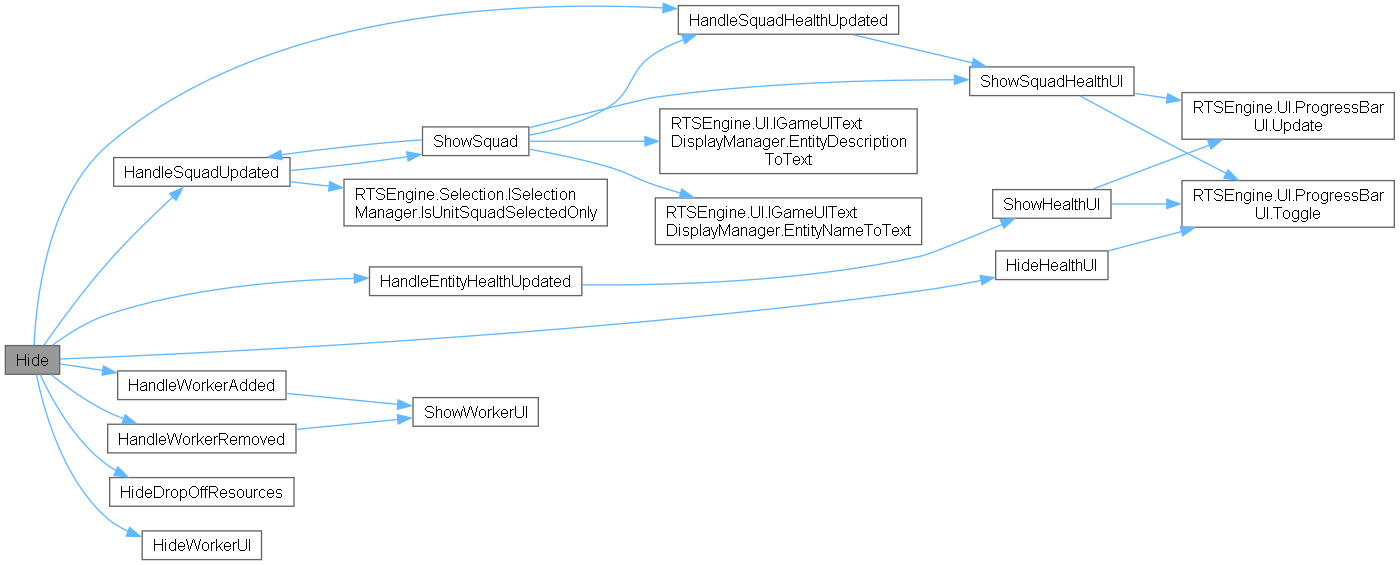 HandleSquadHealthUpdated
ShowSquadHealthUI
RTSEngine.UI.ProgressBar
UI.Update
ShowSquad
RTSEngine.UI.IGameUIText
DisplayManager.EntityDescription
ToText
HandleSquadUpdated
RTSEngine.Selection.ISelection
Manager.IsUnitSquadSelectedOnly
RTSEngine.UI.IGameUIText
DisplayManager.EntityNameToText
ShowHealthUI
RTSEngine.UI.ProgressBar
UI.Toggle
HandleEntityHealthUpdated
HideHealthUI
Hide
HandleWorkerAdded
ShowWorkerUI
HandleWorkerRemoved
HideDropOffResources
HideWorkerUI